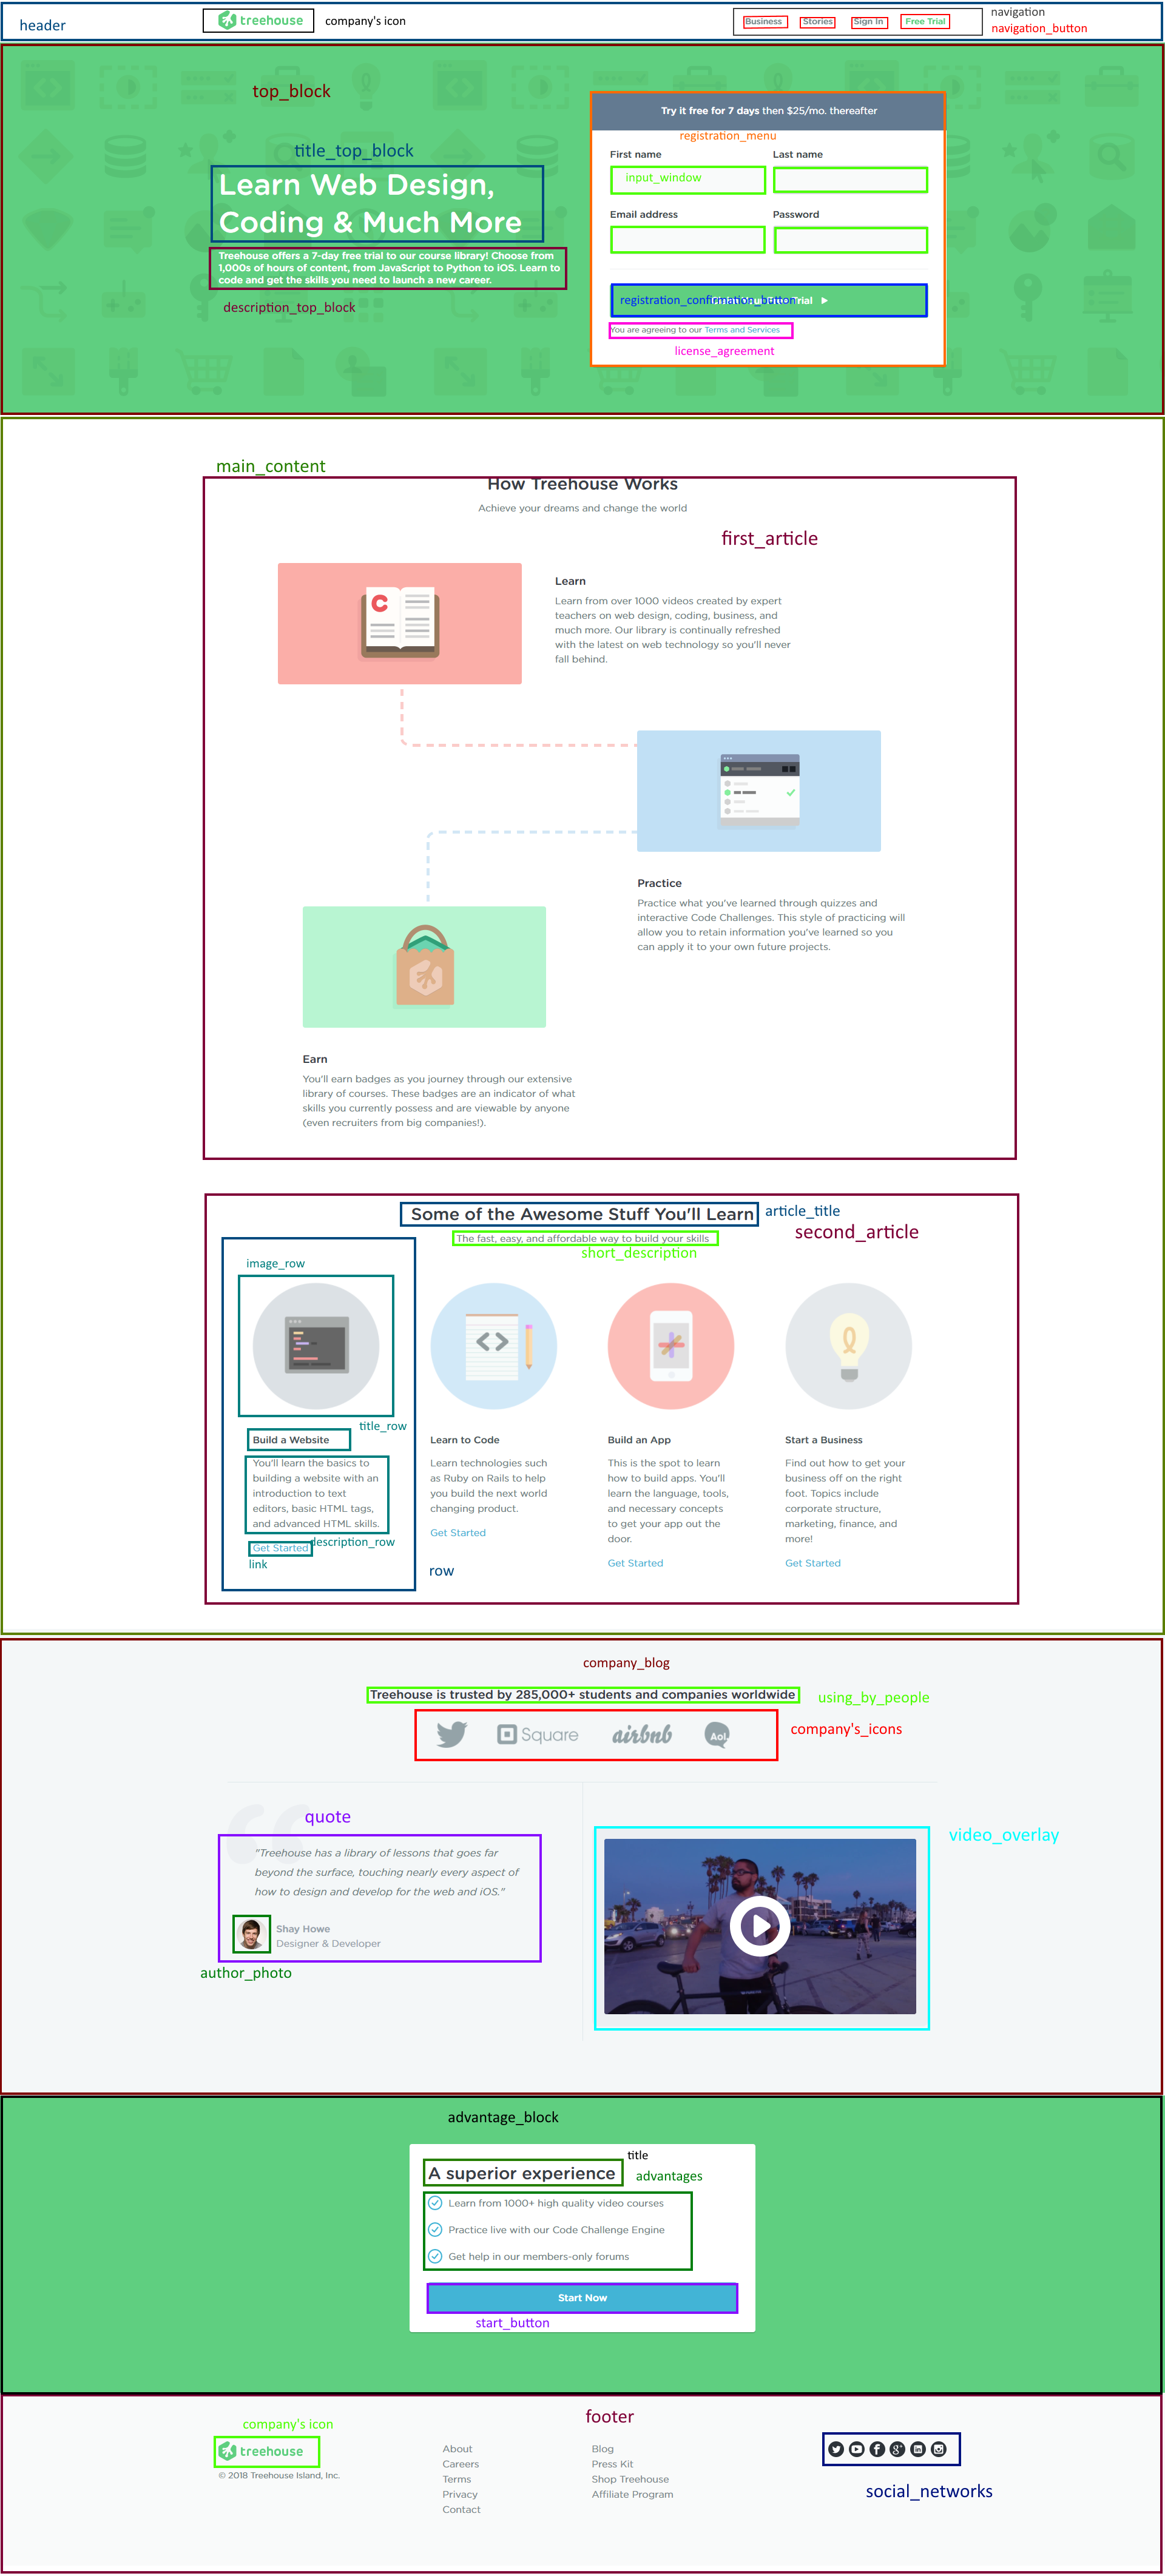 header
treehouse
company's icon
Business
Stories
Sign In
Free Trial
navigation
navigation_button
top_block
title_top_block
Learn Web Design,
Coding & Much More
Treehouse offers a 7-day free trial to our course library! Choose from
1,000s of hours of content, from JavaScript to Python to iOS. Learn to
code and get the skills you need to launch a new career.
description_top_block
Try it free for 7 days then $25/mo. thereafter
registration_menu
First name
Last name
input_window
Email address
Password
registration_confirmation_button
Trial
You are agreeing to our Terms and Services
license_agreement
main_content
How Treehouse Works
Achieve your dreams and change the world
first_article
Learn
Learn from over 1000 videos created by expert
teachers on web design, coding, business, and
much more. Our library is continually refreshed
with the latest on web technology so you'll never
fall behind.
C
Practice
Practice what you've learned through quizzes and
interactive Code Challenges. This style of practicing will
allow you to retain information you've learned so you
can apply it to your own future projects.
Earn
You'll earn badges as you journey through our extensive
library of courses. These badges are an indicator of what
skills you currently possess and are viewable by anyone
(even recruiters from big companies!).
Some of the Awesome Stuff You'll Learn
article_title
second_article
The fast, easy, and affordable way to build your skills
short_description
image_row
title_row
Build a Website
You'll learn the basics to
building a website with an
introduction to text
editors, basic HTML tags,
and advanced HTML skills.
Get Started
description_row
link
Learn to Code
Learn technologies such
as Ruby on Rails to help
you build the next world
changing product.
Get Started
row
Build an App
This is the spot to learn
how to build apps. You'll
learn the language, tools,
and necessary concepts
to get your app out the
door.
Get Started
Start a Business
Find out how to get your
business off on the right
foot. Topics include
corporate structure,
marketing, finance, and
more!
Get Started
company_blog
Treehouse is trusted by 285,000+ students and companies worldwide
using_by_people
Square
airbnb
Aol.
company's_icons
quote
"Treehouse has a library of lessons that goes far
beyond the surface, touching nearly every aspect of
how to design and develop for the web and iOS."
Shay Howe
Designer & Developer
author_photo
video_overlay
advantage_block
title
A superior experience
advantages
Learn from 1000+ high quality video courses
Practice live with our Code Challenge Engine
Get help in our members-only forums
Start Now
start_button
footer
company's icon
treehouse
© 2018 Treehouse Island, Inc.
About
Careers
Terms
Privacy
Contact
Blog
Press Kit
Shop Treehouse
Affiliate Program
social_networks